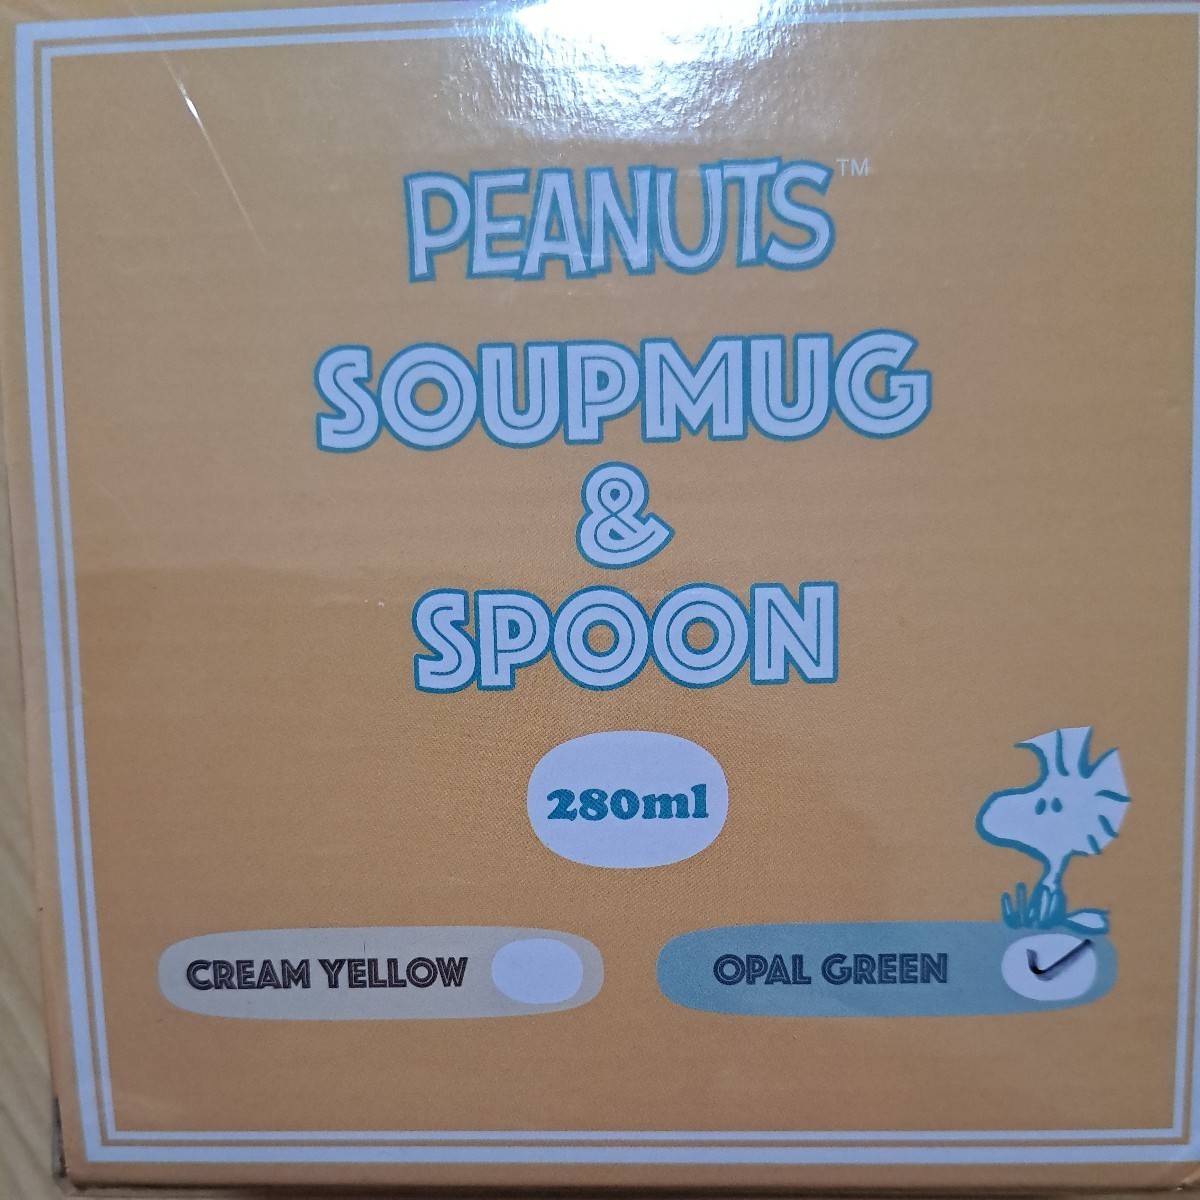 PEANUTS™
SOUPMUG
&
SPOON
280ml
CREAM YELLOW
OPAL GREEN